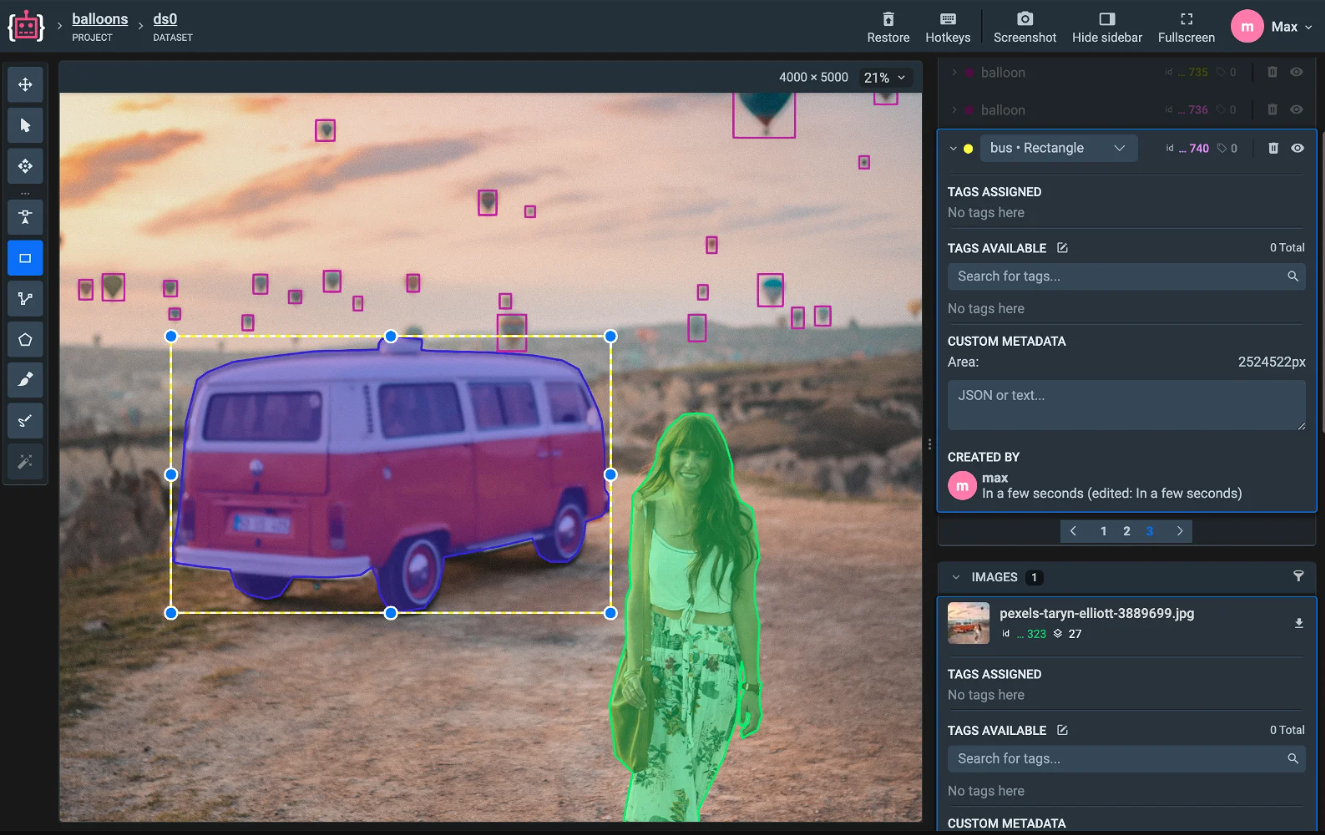 balloons
PROJECT
ds0
DATASET
Restore
Hotkeys
Screenshot
Hide sidebar
Fullscreen
m
Max
4000 × 5000
21%
balloon
id ... 735
0
balloon
id ... 736
0
bus • Rectangle
id ... 740
0
TAGS ASSIGNED
No tags here
TAGS AVAILABLE
0 Total
Search for tags...
No tags here
CUSTOM METADATA
Area:
2524522px
JSON or text...
CREATED BY
m
max
In a few seconds (edited: In a few seconds)
1 2 3
IMAGES 1
pexels-taryn-elliott-3889699.jpg
id ... 323
27
TAGS ASSIGNED
No tags here
TAGS AVAILABLE
0 Total
Search for tags...
No tags here
CUSTOM METADATA